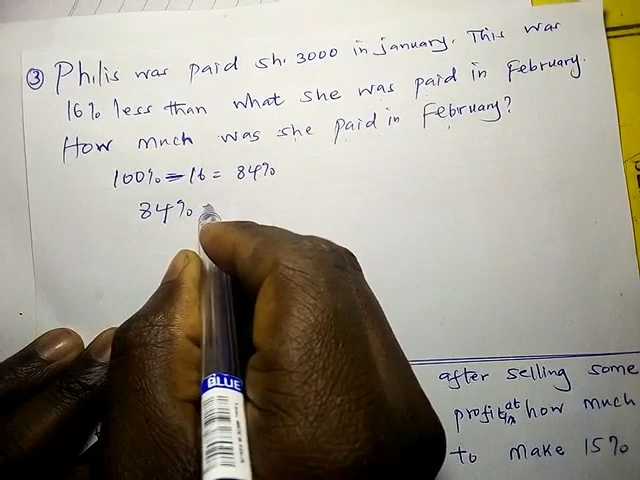 ③ Philis was paid sh. 3000 in january. This was
16% less than what she was paid in February.
How much was she paid in February?
100% - 16 = 84%
84%
BLUE
after selling some
profit, at how much
to make 15%